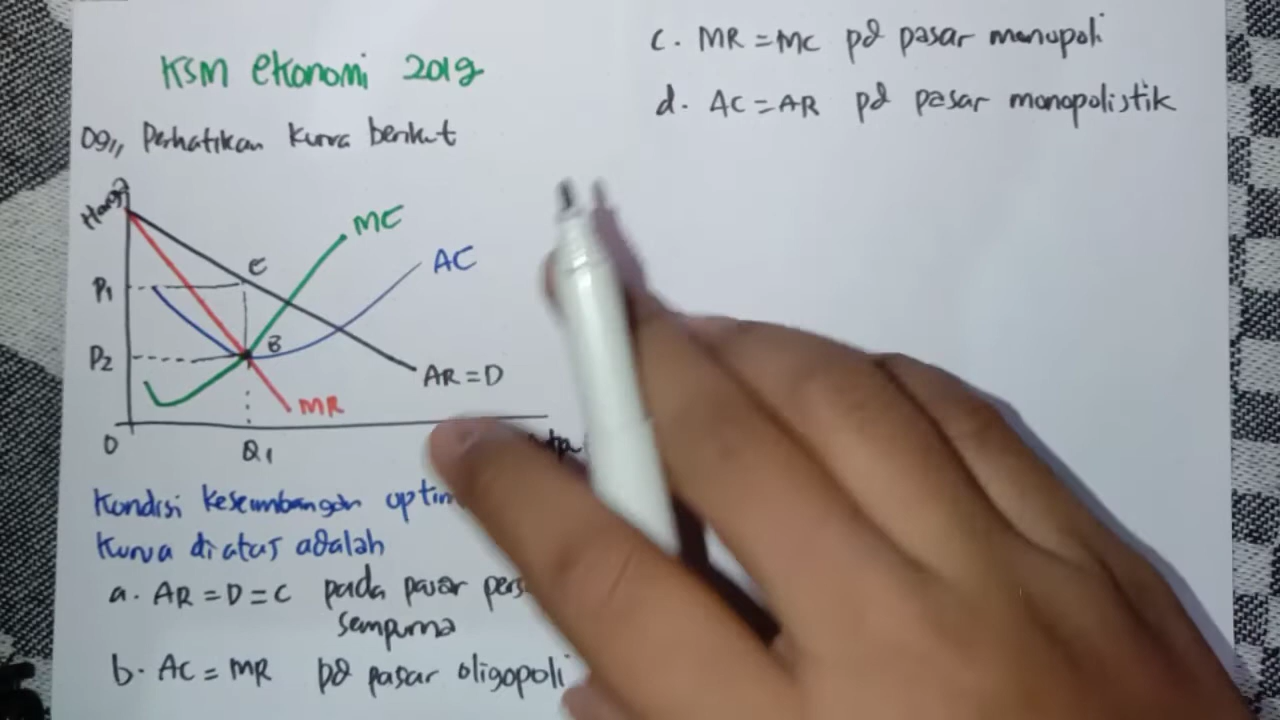 KSM ekonomi 2019
09,, Perhatikan kurva berikut
Harga
MC
AC
E
P1
P2
B
AR = D
MR
0
Q1
Kondisi keseimbangan
kurva diatas adalah
a. AR = D = C pada pasar
sempurna
b. AC = MR pd pasar oligopoli
c. MR = MC pd pasar monopoli
d. AC = AR pd pasar monopolistik